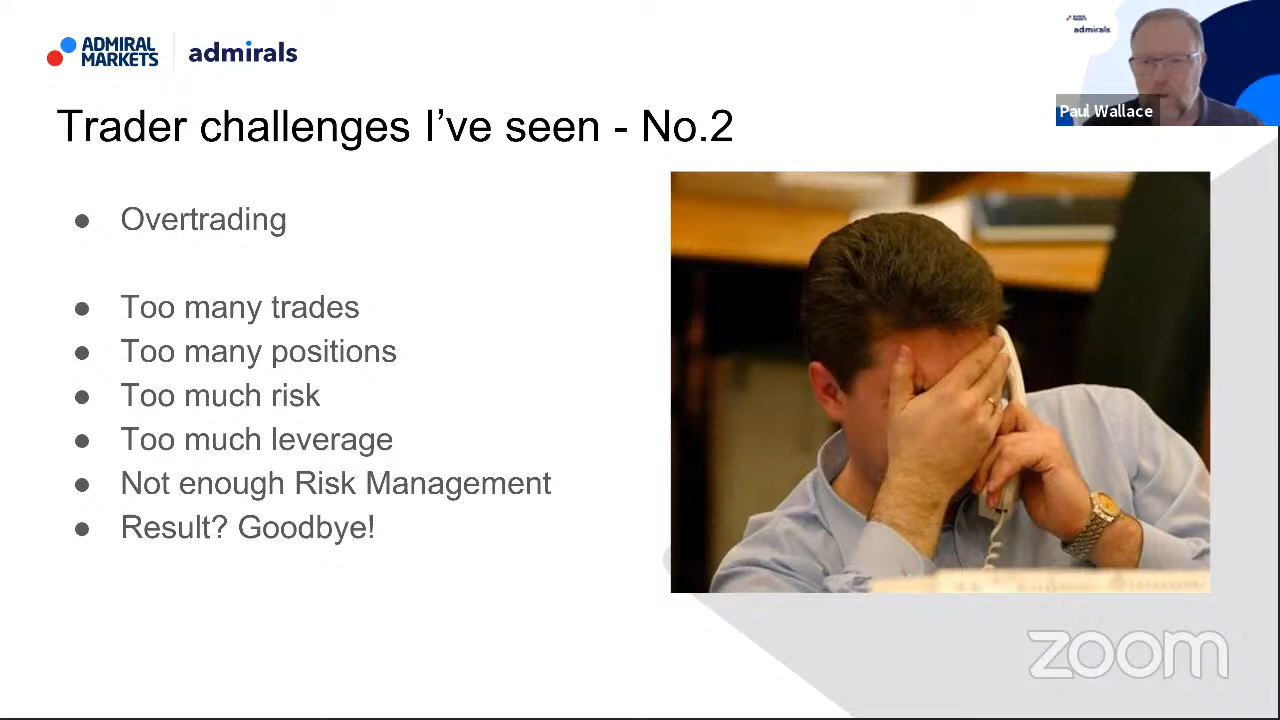 ADMIRAL
MARKETS
admirals
admirals
Paul Wallace
Trader challenges I've seen - No.2
● Overtrading
● Too many trades
● Too many positions
● Too much risk
● Too much leverage
● Not enough Risk Management
● Result? Goodbye!
zoom